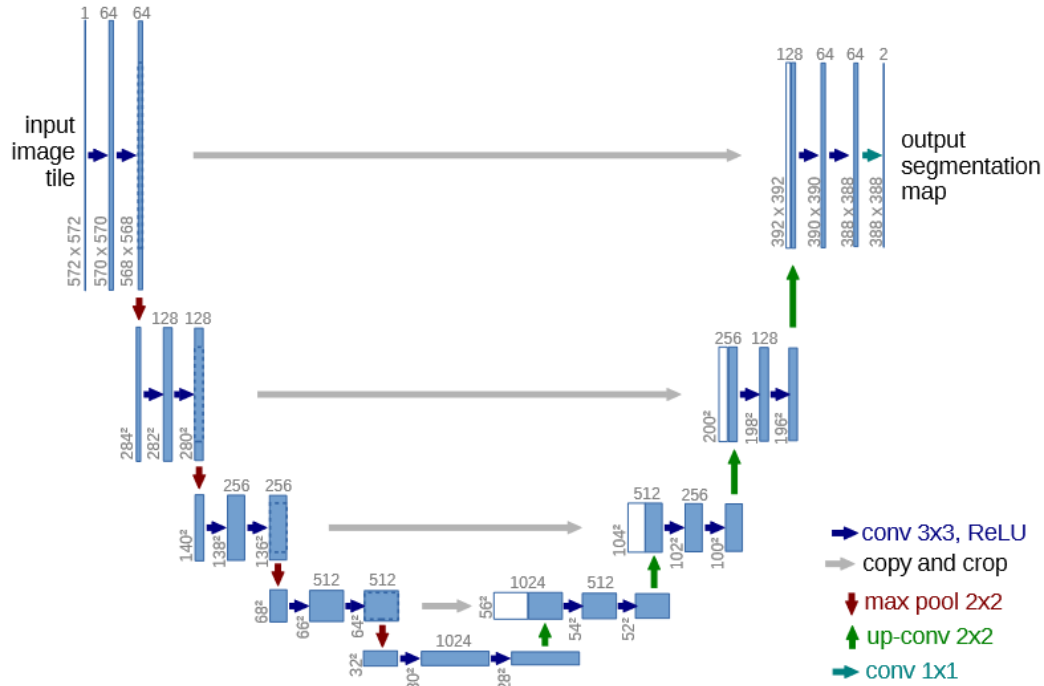 1 64 64
input
image
tile
572 x 572
570 x 570
568 x 568
128 64 64 2
output
segmentation
map
392 x 392
390 x 390
388 x 388
388 x 388
128 128
284²
282²
280²
256 128
200²
198²
196²
256 256
140²
138²
136²
512 256
104²
102²
100²
512 512
68²
66²
64²
1024 512
56²
54²
52²
1024
32²
conv 3x3, ReLU
copy and crop
max pool 2x2
up-conv 2x2
conv 1x1